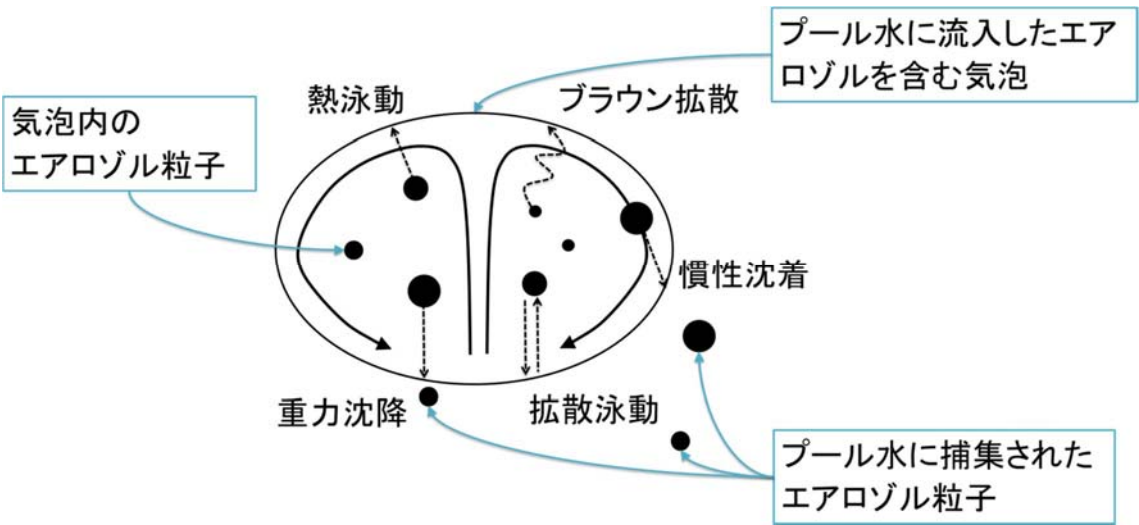 プール水に流入したエア
ロゾルを含む気泡
熱泳動
ブラウン拡散
気泡内の
エアロゾル粒子
慣性沈着
重力沈降
拡散泳動
プール水に捕集された
エアロゾル粒子